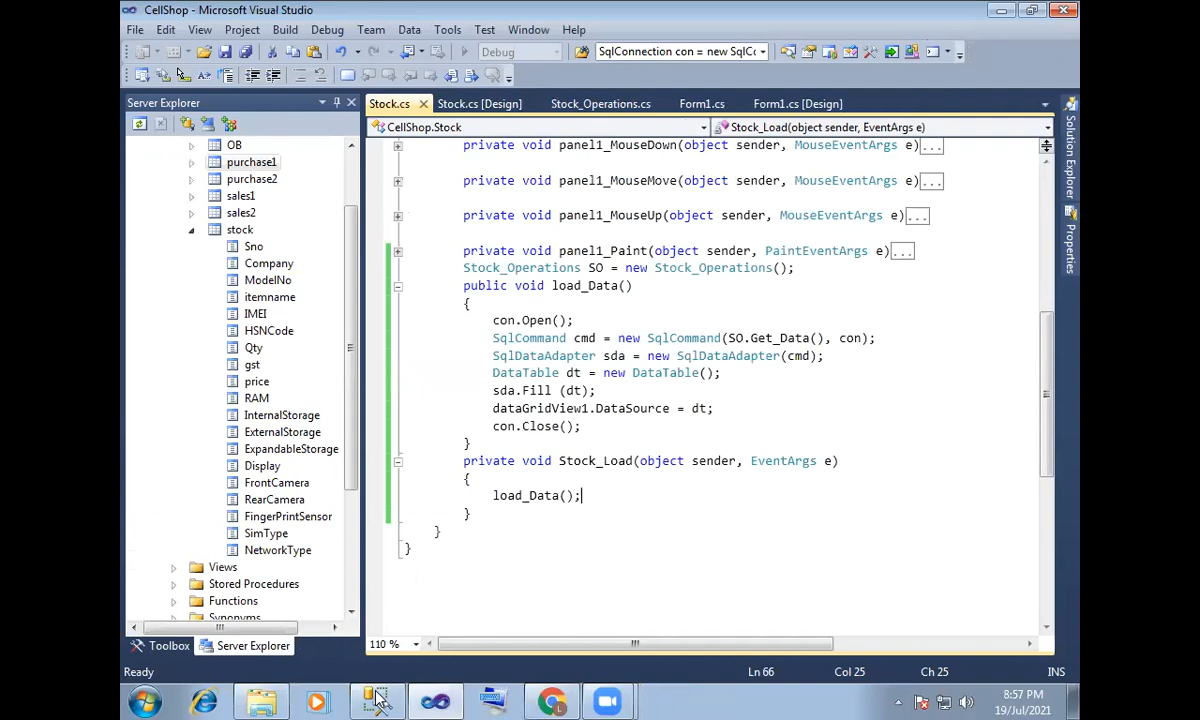 CellShop - Microsoft Visual Studio
File Edit View Project Build Debug Team Data Tools Test Window Help
Debug SqlConnection con = new SqlCo
Server Explorer
Stock.cs Stock.cs [Design] Stock_Operations.cs Form1.cs Form1.cs [Design]
CellShop.Stock Stock_Load(object sender, EventArgs e)
OB
purchase1
purchase2
sales1
sales2
stock
Sno
Company
ModelNo
itemname
IMEI
HSNCode
Qty
gst
price
RAM
InternalStorage
ExternalStorage
ExpandableStorage
Display
FrontCamera
RearCamera
FingerPrintSensor
SimType
NetworkType
Views
Stored Procedures
Functions
Synonyms
Toolbox Server Explorer
private void panel1_MouseDown(object sender, MouseEventArgs e)...
private void panel1_MouseMove(object sender, MouseEventArgs e)...
private void panel1_MouseUp(object sender, MouseEventArgs e)...
private void panel1_Paint(object sender, PaintEventArgs e)...
Stock_Operations SO = new Stock_Operations();
public void load_Data()
{
con.Open();
SqlCommand cmd = new SqlCommand(SO.Get_Data(), con);
SqlDataAdapter sda = new SqlDataAdapter(cmd);
DataTable dt = new DataTable();
sda.Fill (dt);
dataGridView1.DataSource = dt;
con.Close();
}
private void Stock_Load(object sender, EventArgs e)
{
load_Data();
}
}
}
110 %
Solution Explorer
Properties
Ready Ln 66 Col 25 Ch 25 INS
8:57 PM
19/Jul/2021